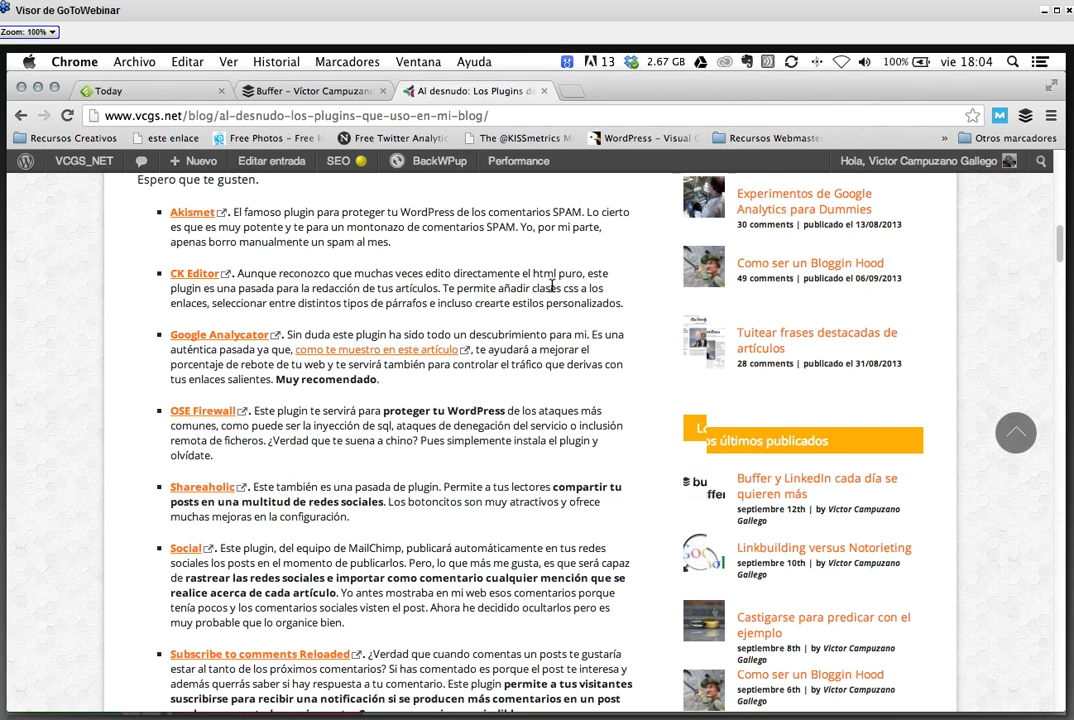 Visor de GoToWebinar
Zoom: 100%
Chrome Archivo Editar Ver Historial Marcadores Ventana Ayuda 13 2.67 GB 100% vie 18:04
Today
Buffer - Víctor Campuzano
Al desnudo: Los Plugins de
www.vcgs.net/blog/al-desnudo-los-plugins-que-uso-en-mi-blog/
Recursos Creativos este enlace Free Photos - Free Im Free Twitter Analytic The @KISSmetrics M WordPress - Visual C Recursos Webmaster » Otros marcadores
VCGS_NET + Nuevo Editar entrada SEO BackWPup Performance Hola, Víctor Campuzano Gallego
Espero que te gusten.
Akismet. El famoso plugin para proteger tu WordPress de los comentarios SPAM. Lo cierto
es que es muy potente y te para un montonazo de comentarios SPAM. Yo, por mi parte,
apenas borro manualmente un spam al mes.
CK Editor. Aunque reconozco que muchas veces edito directamente el html puro, este
plugin es una pasada para la redacción de tus artículos. Te permite añadir clases css a los
enlaces, seleccionar entre distintos tipos de párrafos e incluso crearte estilos personalizados.
Google Analycator. Sin duda este plugin ha sido todo un descubrimiento para mi. Es una
auténtica pasada ya que, como te muestro en este artículo, te ayudará a mejorar el
porcentaje de rebote de tu web y te servirá también para controlar el tráfico que derivas con
tus enlaces salientes. Muy recomendado.
OSE Firewall. Este plugin te servirá para proteger tu WordPress de los ataques más
comunes, como puede ser la inyección de sql, ataques de denegación del servicio o inclusión
remota de ficheros. ¿Verdad que te suena a chino? Pues simplemente instala el plugin y
olvídate.
Shareaholic. Este también es una pasada de plugin. Permite a tus lectores compartir tu
posts en una multitud de redes sociales. Los botoncitos son muy atractivos y ofrece
muchas mejoras en la configuración.
Social. Este plugin, del equipo de MailChimp, publicará automáticamente en tus redes
sociales los posts en el momento de publicarlos. Pero, lo que más me gusta, es que será capaz
de rastrear las redes sociales e importar como comentario cualquier mención que se
realice acerca de cada artículo. Yo antes mostraba en mi web esos comentarios porque
tenía pocos y los comentarios sociales visten el post. Ahora he decidido ocultarlos pero es
muy probable que lo organice bien.
Subscribe to comments Reloaded. ¿Verdad que cuando comentas un posts te gustaría
estar al tanto de los próximos comentarios? Si has comentado es porque el post te interesa y
además querrás saber si hay respuesta a tu comentario. Este plugin permite a tus visitantes
suscribirse para recibir una notificación si se producen más comentarios en un post
Experimentos de Google
Analytics para Dummies
30 comments | publicado el 13/08/2013
Como ser un Bloggin Hood
49 comments | publicado el 06/09/2013
Tuitear frases destacadas de
artículos
28 comments | publicado el 31/08/2013
os últimos publicados
Buffer y LinkedIn cada día se
quieren más
septiembre 12th | by Víctor Campuzano
Gallego
Linkbuilding versus Notorieting
septiembre 10th | by Víctor Campuzano
Gallego
Castigarse para predicar con el
ejemplo
septiembre 8th | by Víctor Campuzano
Gallego
Como ser un Bloggin Hood
septiembre 6th | by Víctor Campuzano
Gallego